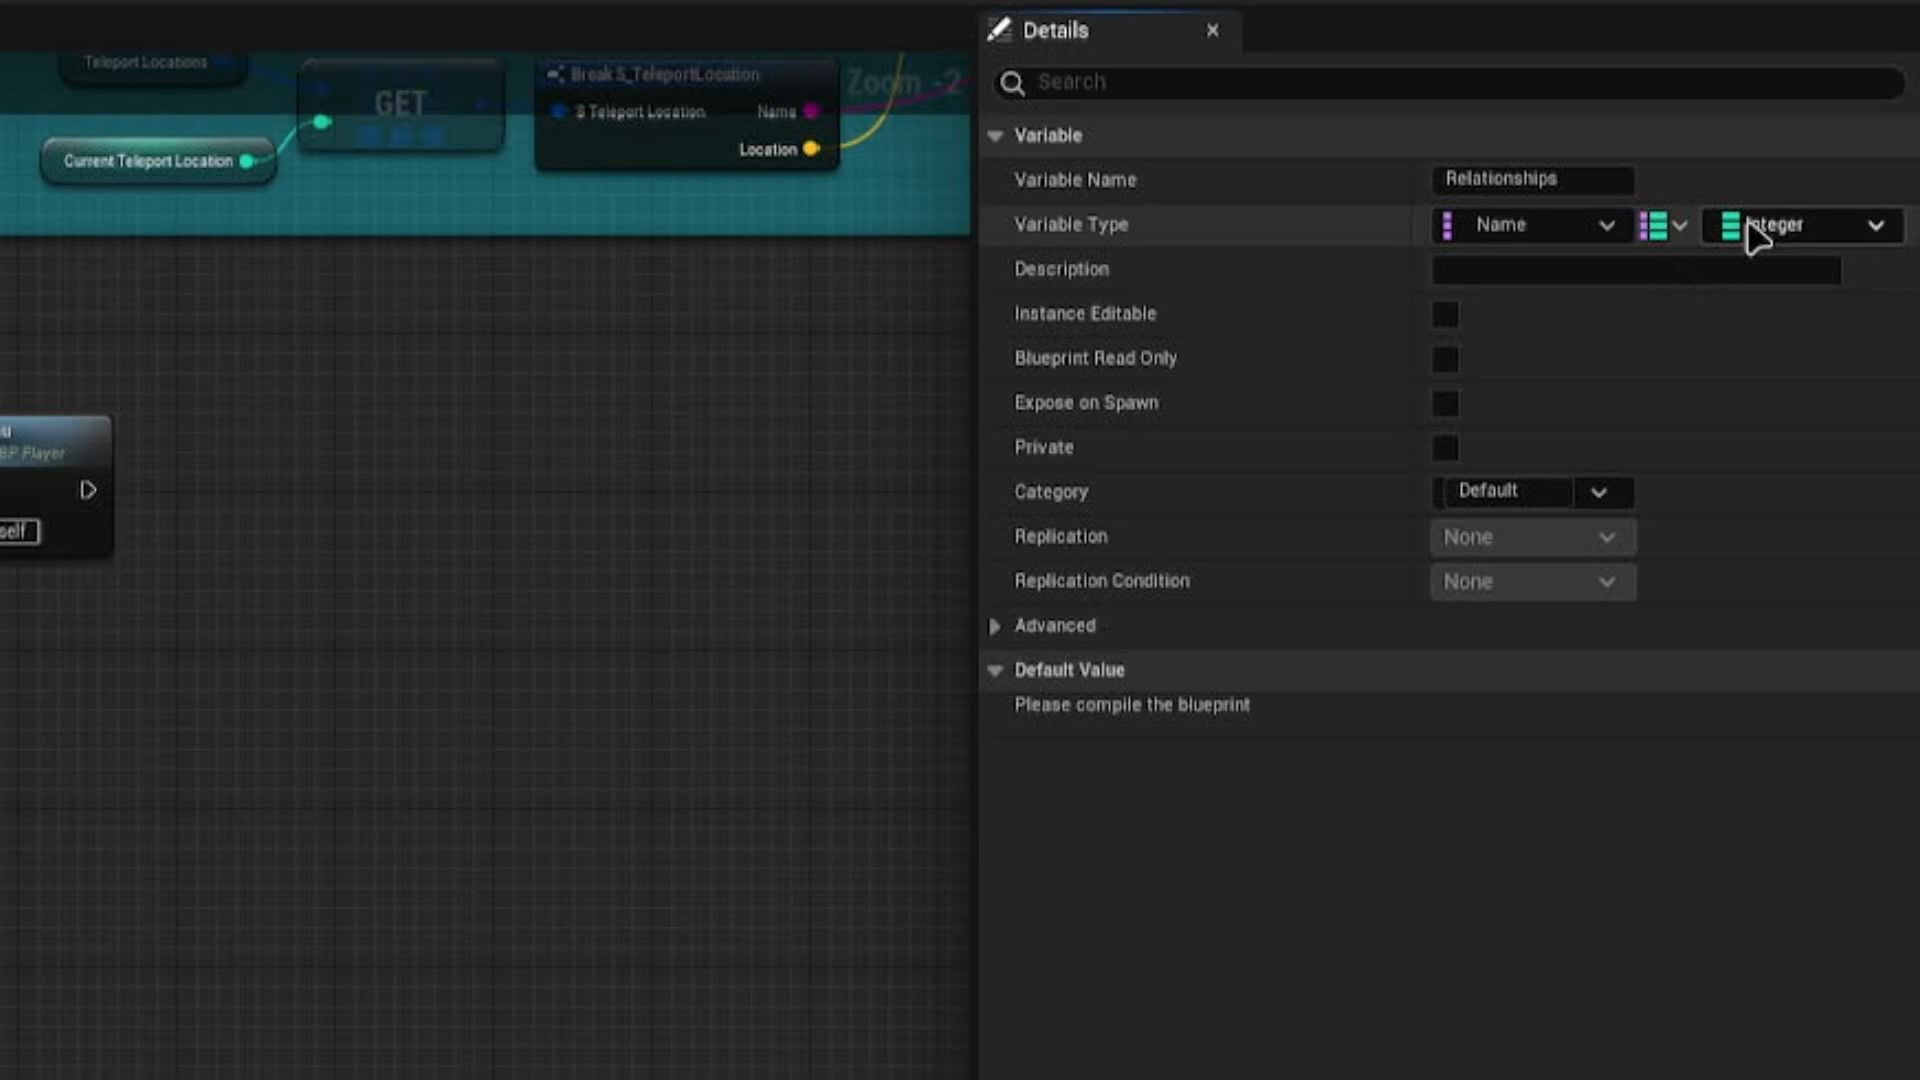 Details
Teleport Locations
Break S_TeleportLocation
Zoom -2
Search
GET
S Teleport Location
Name
Variable
Location
Current Teleport Location
Variable Name
Relationships
Variable Type
Name
Description
Instance Editable
Blueprint Read Only
Expose on Spawn
BP Player
Private
Category
Default
self
Replication
None
Replication Condition
None
Advanced
Default Value
Please compile the blueprint